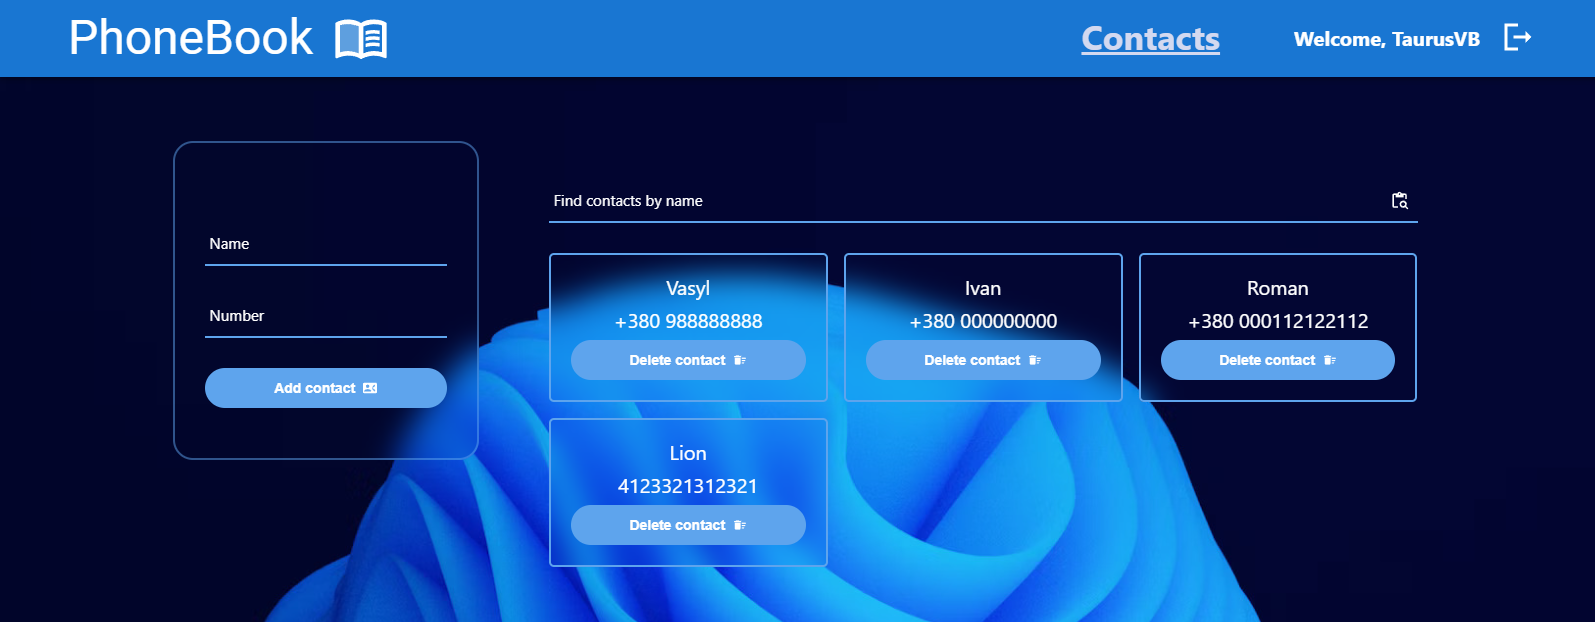 PhoneBook
Contacts
Welcome, TaurusVB
Name
Number
Add contact
Find contacts by name
Vasyl
+380 988888888
Delete contact
Ivan
+380 000000000
Delete contact
Roman
+380 000112122112
Delete contact
Lion
4123321312321
Delete contact